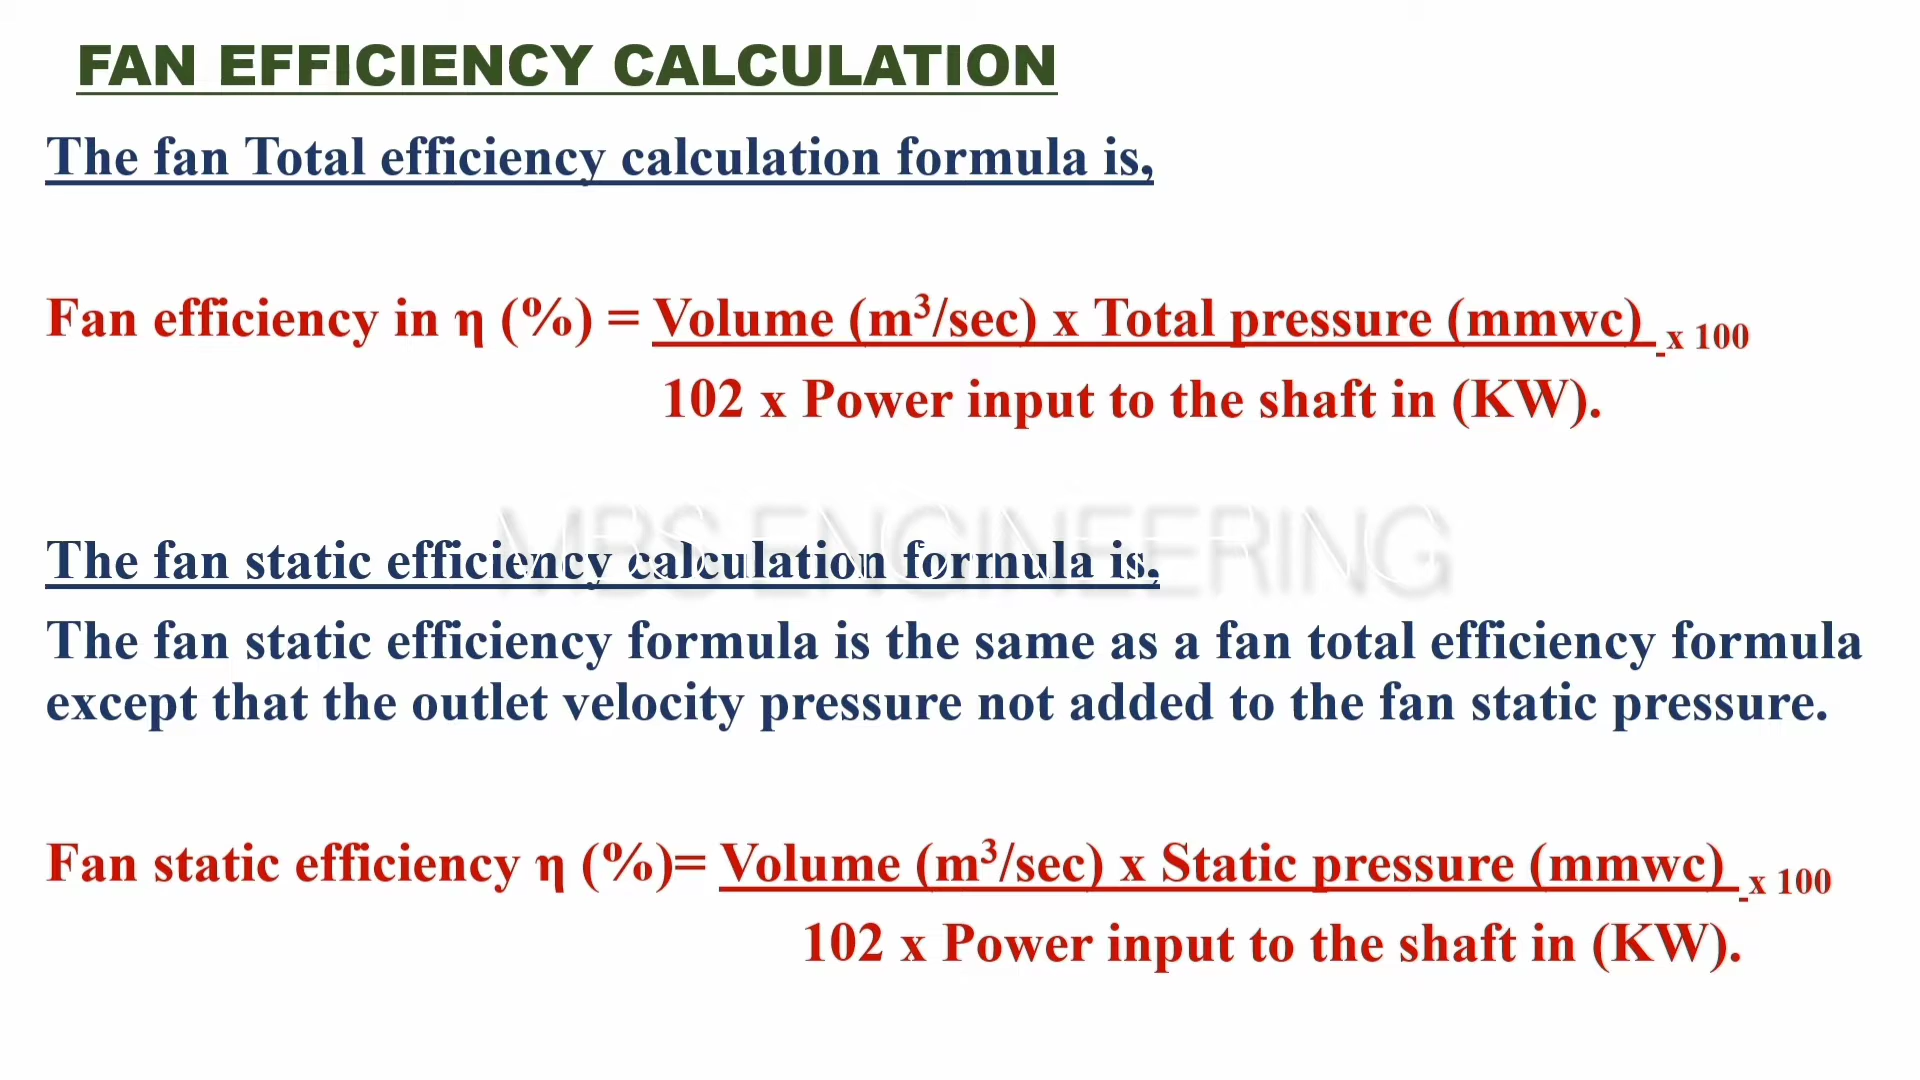 FAN EFFICIENCY CALCULATION
The fan Total efficiency calculation formula is,
Fan efficiency in η (%) = Volume (m³/sec) x Total pressure (mmwc) x 100
102 x Power input to the shaft in (KW).
MBS ENGINEERING
The fan static efficiency calculation formula is,
The fan static efficiency formula is the same as a fan total efficiency formula
except that the outlet velocity pressure not added to the fan static pressure.
Fan static efficiency η (%)= Volume (m³/sec) x Static pressure (mmwc) x 100
102 x Power input to the shaft in (KW).